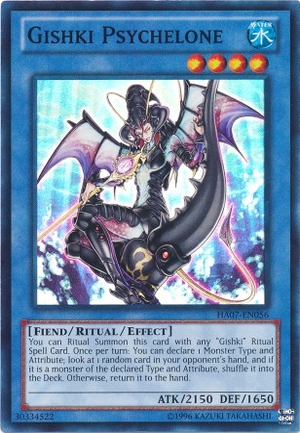 GISHKI PSYCHELONE
WATER
水
HA07-EN056
[FIEND/RITUAL/EFFECT]
You can Ritual Summon this card with any "Gishki" Ritual
Spell Card. Once per turn: You can declare 1 Monster Type and
Attribute; look at 1 random card in your opponent's hand, and if
it is a monster of the declared Type and Attribute, shuffle it into
the Deck. Otherwise, return it to the hand.
ATK/2150 DEF/1650
30334522
©1996 KAZUKI TAKAHASHI